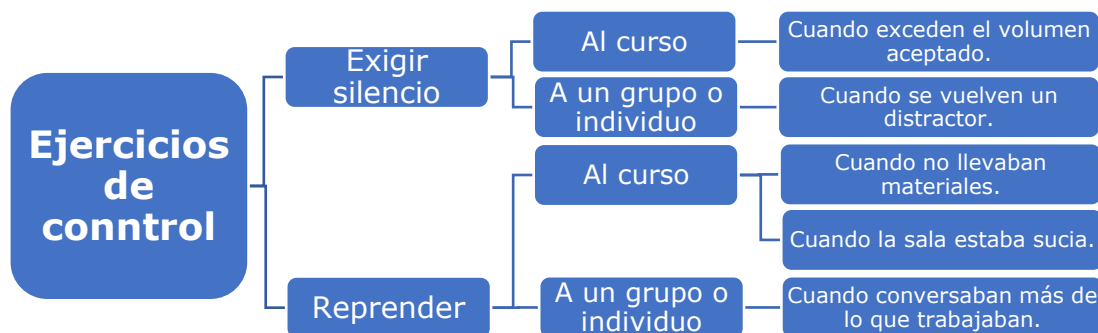 Ejercicios
de
conntrol
Exigir
silencio
Al curso
Cuando exceden el volumen
aceptado.
A un grupo o
individuo
Cuando se vuelven un
distractor.
Reprender
Al curso
Cuando no llevaban
materiales.
Cuando la sala estaba sucia.
A un grupo o
individuo
Cuando conversaban más de
lo que trabajaban.